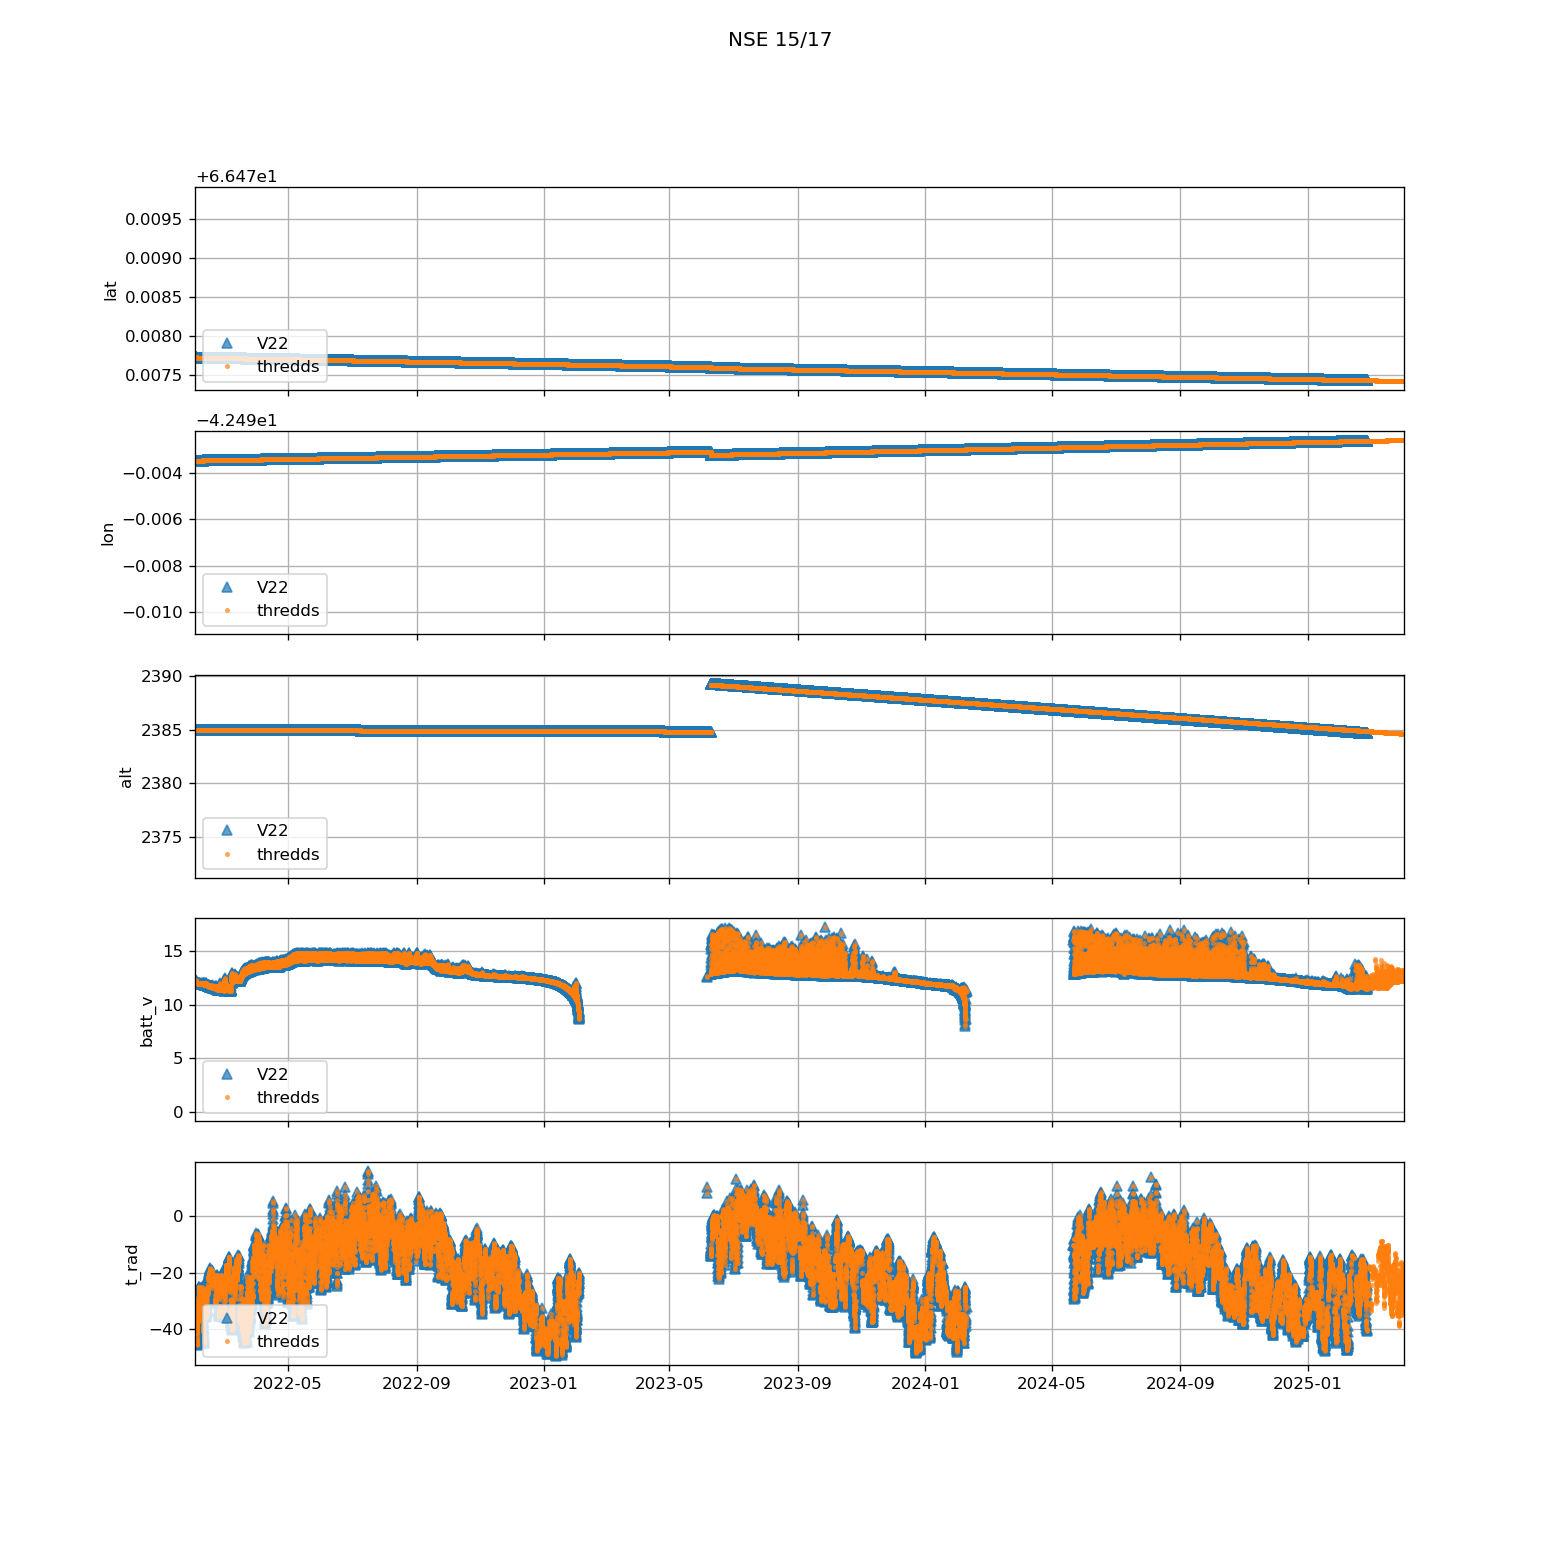 NSE 15/17
+6.647e1
0.0095
0.0090
0.0085
0.0080
0.0075
lat
V22
thredds
−4.249e1
−0.004
−0.006
−0.008
−0.010
lon
V22
thredds
2390
2385
2380
2375
alt
V22
thredds
15
10
5
0
batt_v
V22
thredds
0
−20
−40
t_rad
V22
thredds
2022-05 2022-09 2023-01 2023-05 2023-09 2024-01 2024-05 2024-09 2025-01